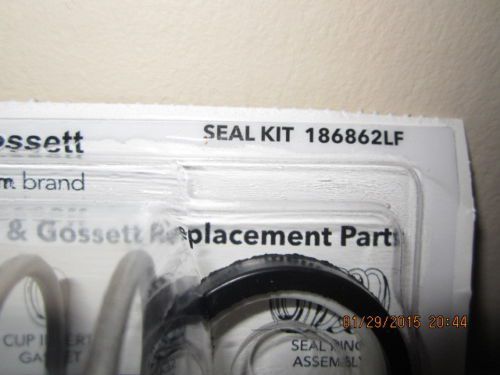 SEAL KIT 186862LF
ossett
m brand
& Gossett Replacement Parts
01/29/2015 20:44
CUP INSERT
GASKET
SEAL RING
ASSEMBLY